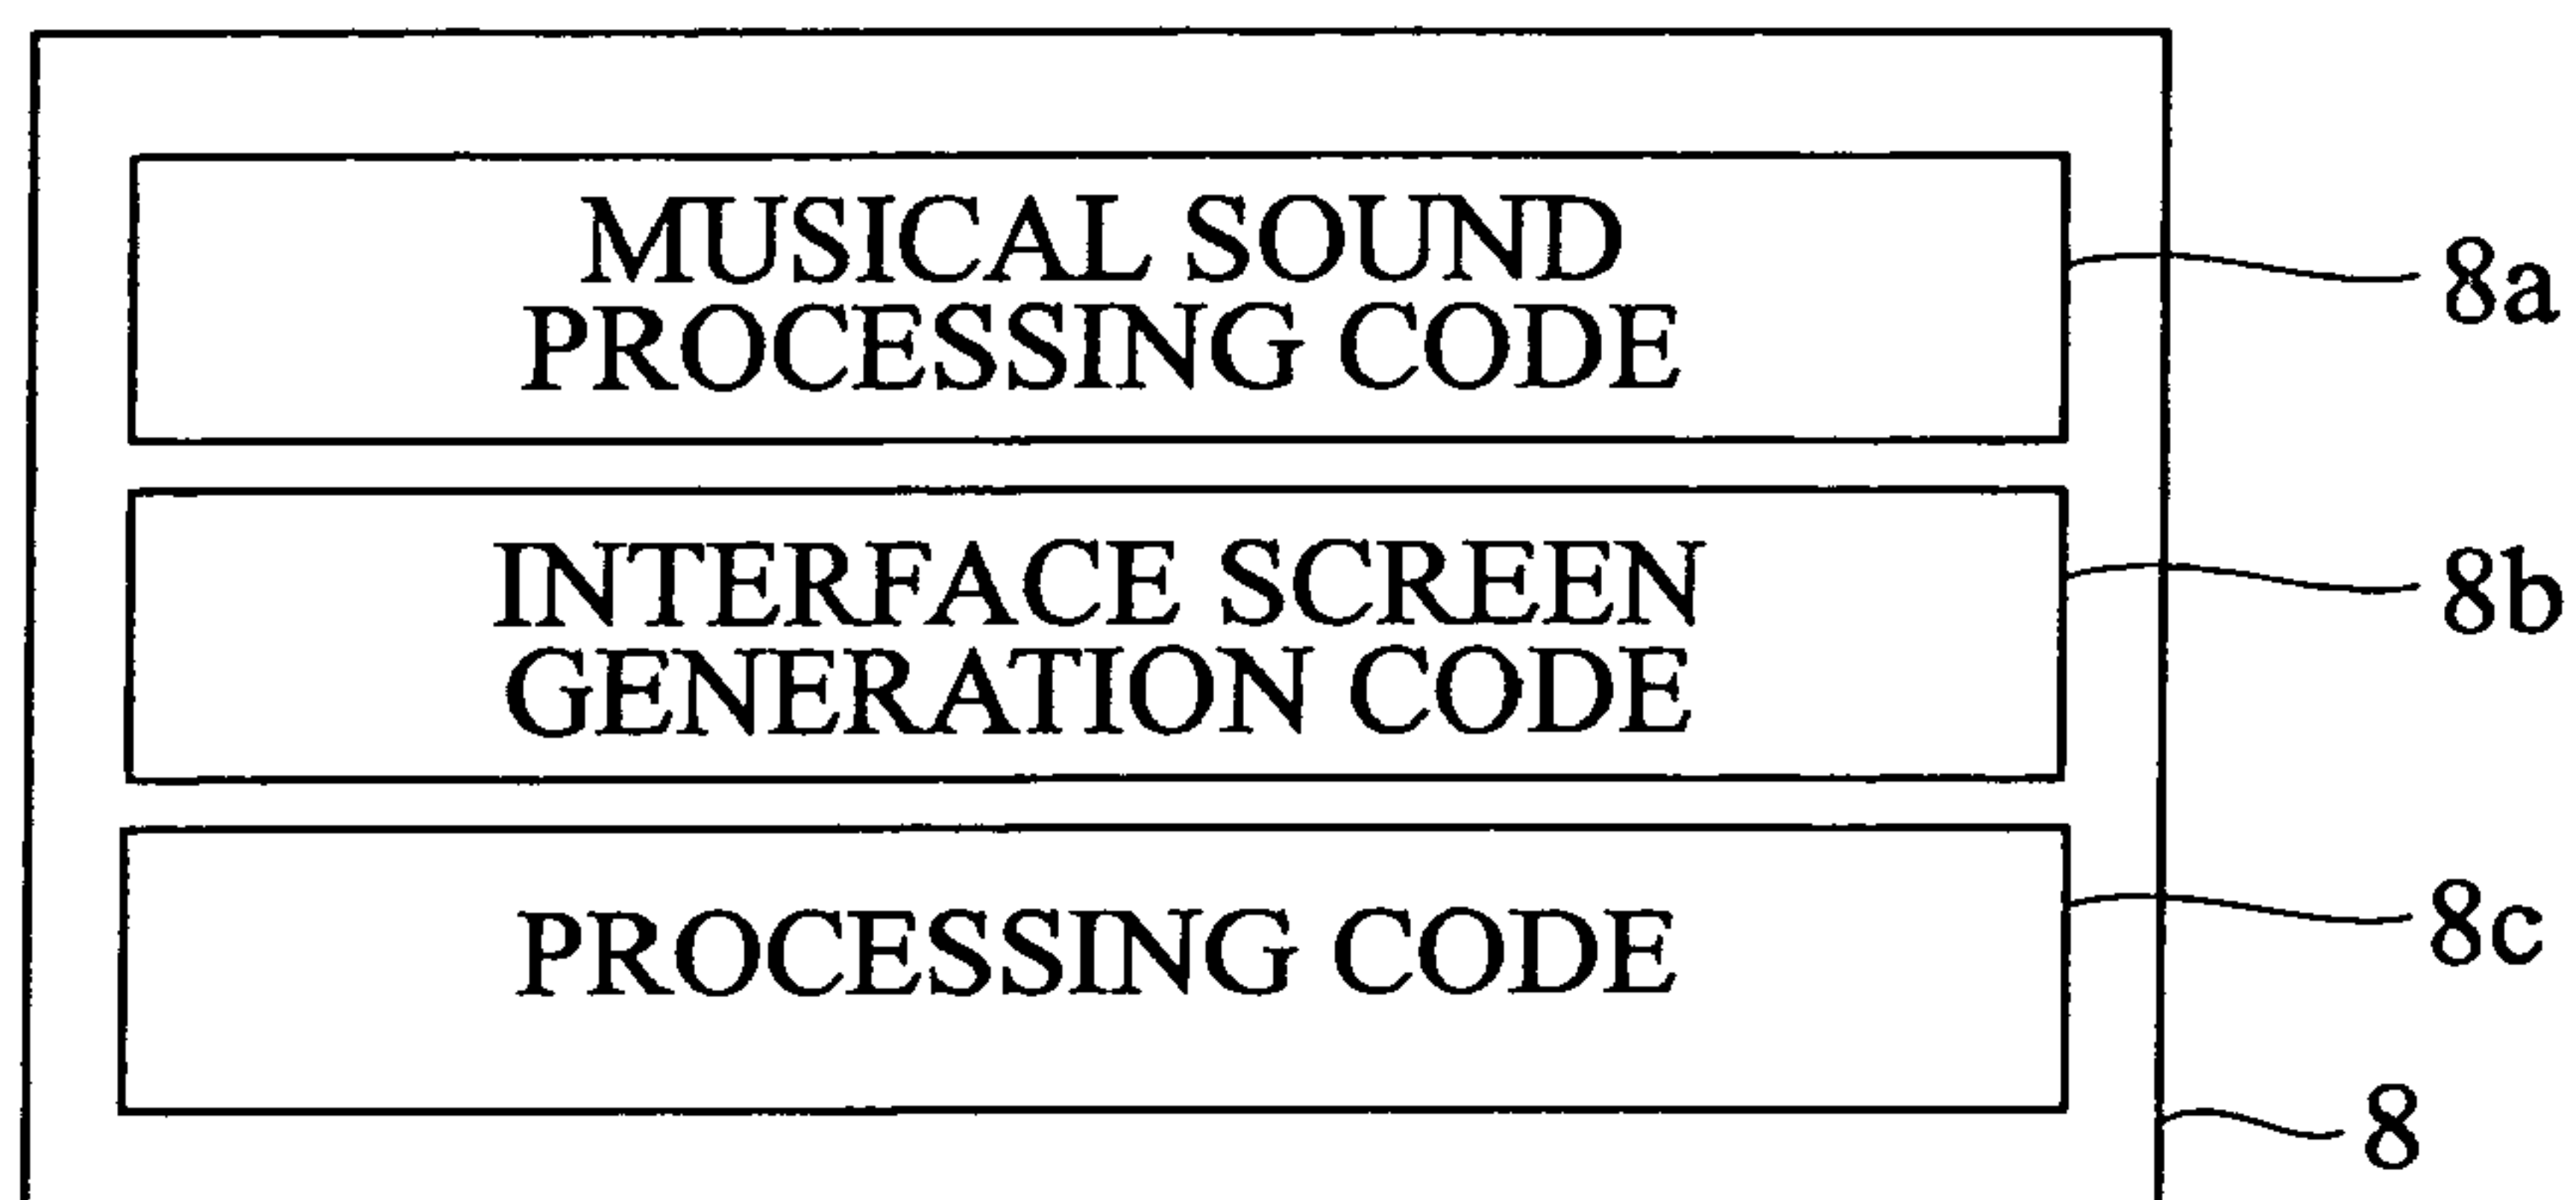 MUSICAL SOUND
PROCESSING CODE
8a
INTERFACE SCREEN
GENERATION CODE
8b
PROCESSING CODE
8c
8